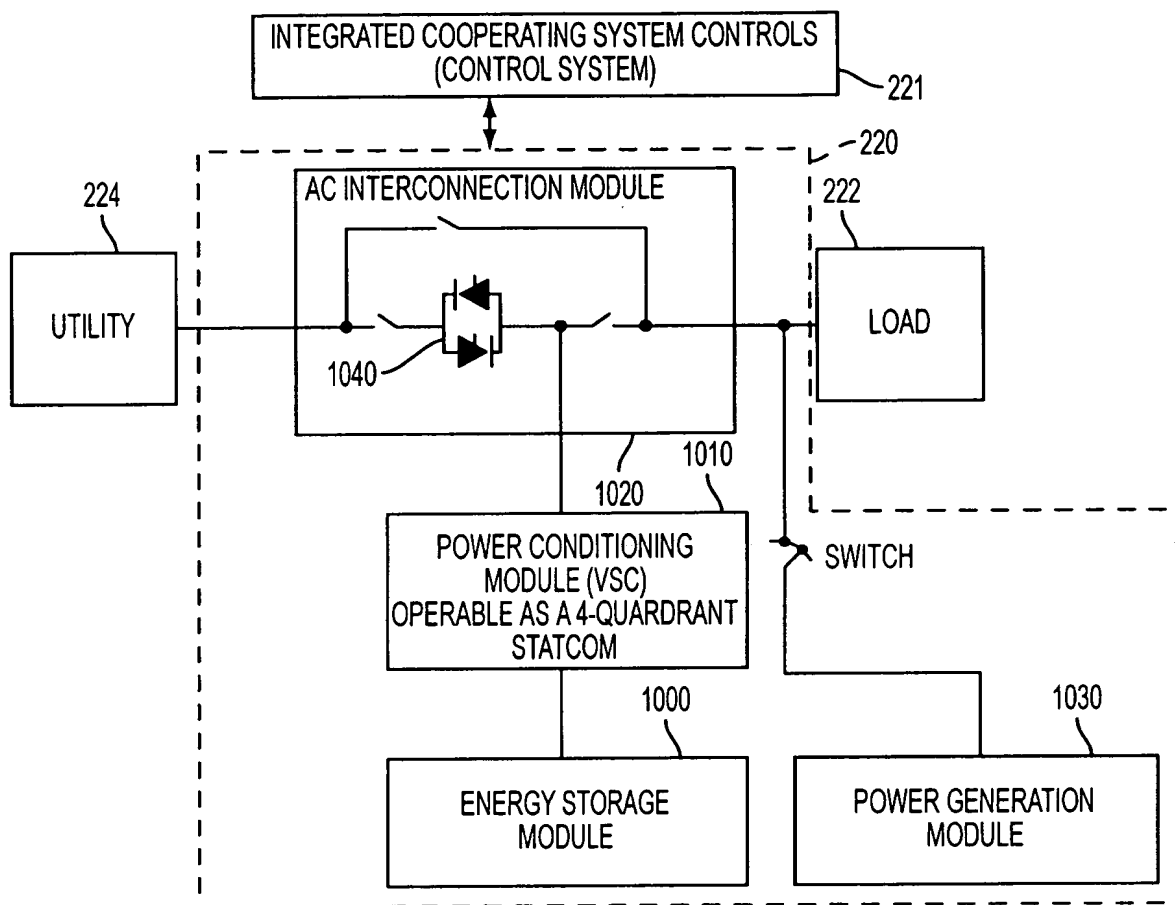 INTEGRATED COOPERATING SYSTEM CONTROLS
(CONTROL SYSTEM)
221
220
AC INTERCONNECTION MODULE
224
222
UTILITY
LOAD
1040
1020
1010
POWER CONDITIONING
MODULE (VSC)
OPERABLE AS A 4-QUARDRANT
STATCOM
SWITCH
1000
1030
ENERGY STORAGE
MODULE
POWER GENERATION
MODULE